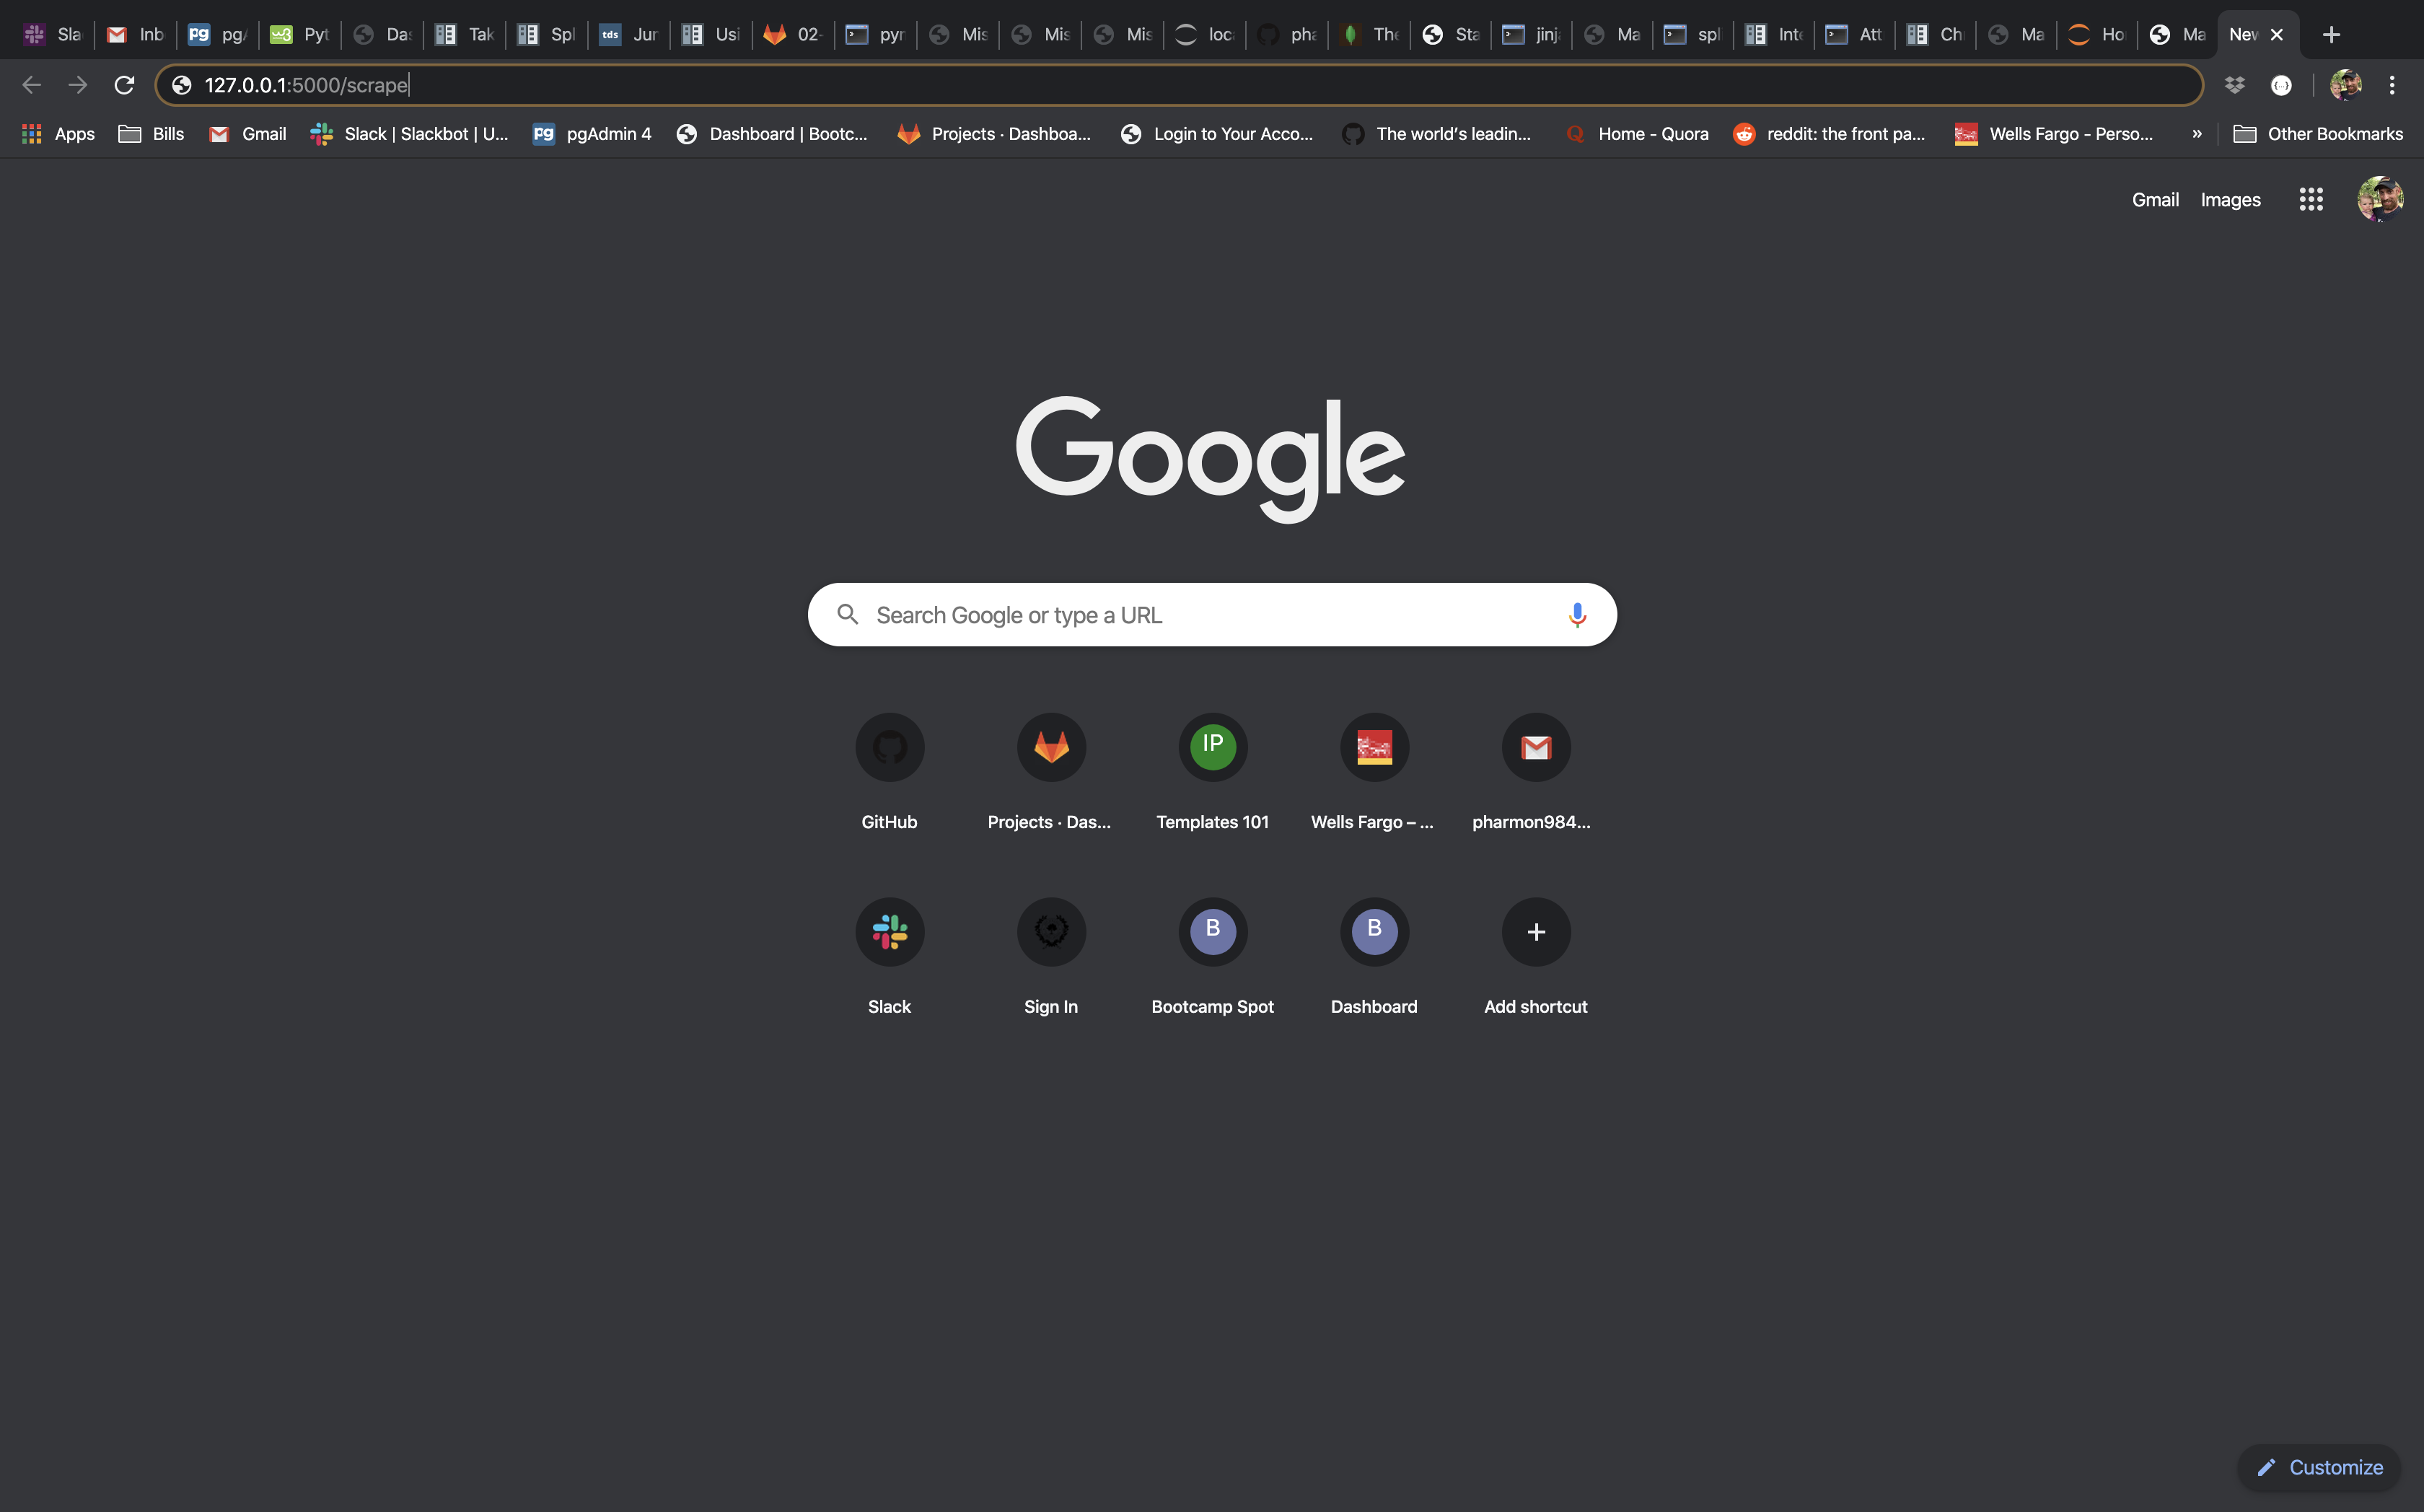 Sla Inb pg/ Pyt Das Tak Spl tds Jur Usi 02- pyr Mis Mis Mis loca pha The Sta jinj Ma spl Inte Att Ch Ma Ho Ma New
127.0.0.1:5000/scrape
Apps Bills Gmail Slack | Slackbot | U... pgAdmin 4 Dashboard | Bootc... Projects · Dashboa... Login to Your Acco... The world's leadin... Home - Quora reddit: the front pa... Wells Fargo - Perso... » Other Bookmarks
Gmail Images
Google
Search Google or type a URL
IP
GitHub Projects · Das... Templates 101 Wells Fargo – ... pharmon984...
B B
Slack Sign In Bootcamp Spot Dashboard Add shortcut
Customize